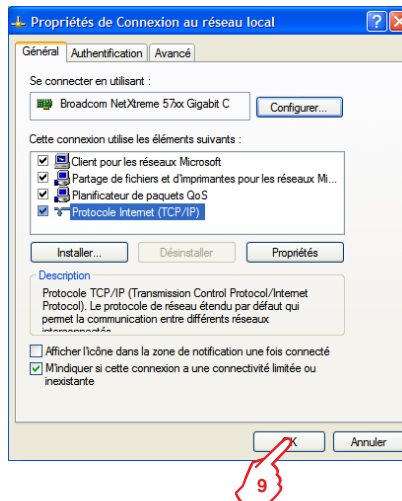 Propriétés de Connexion au réseau local
Général Authentification Avancé
Se connecter en utilisant :
Broadcom NetXtreme 57xx Gigabit C Configurer...
Cette connexion utilise les éléments suivants :
Client pour les réseaux Microsoft
Partage de fichiers et d'imprimantes pour les réseaux Mi...
Planificateur de paquets QoS
Protocole Internet (TCP/IP)
Installer... Désinstaller Propriétés
Description
Protocole TCP/IP (Transmission Control Protocol/Internet
Protocol). Le protocole de réseau étendu par défaut qui
permet la communication entre différents réseaux
interconnectés
Afficher l'icône dans la zone de notification une fois connecté
M'indiquer si cette connexion a une connectivité limitée ou
inexistante
OK Annuler
9